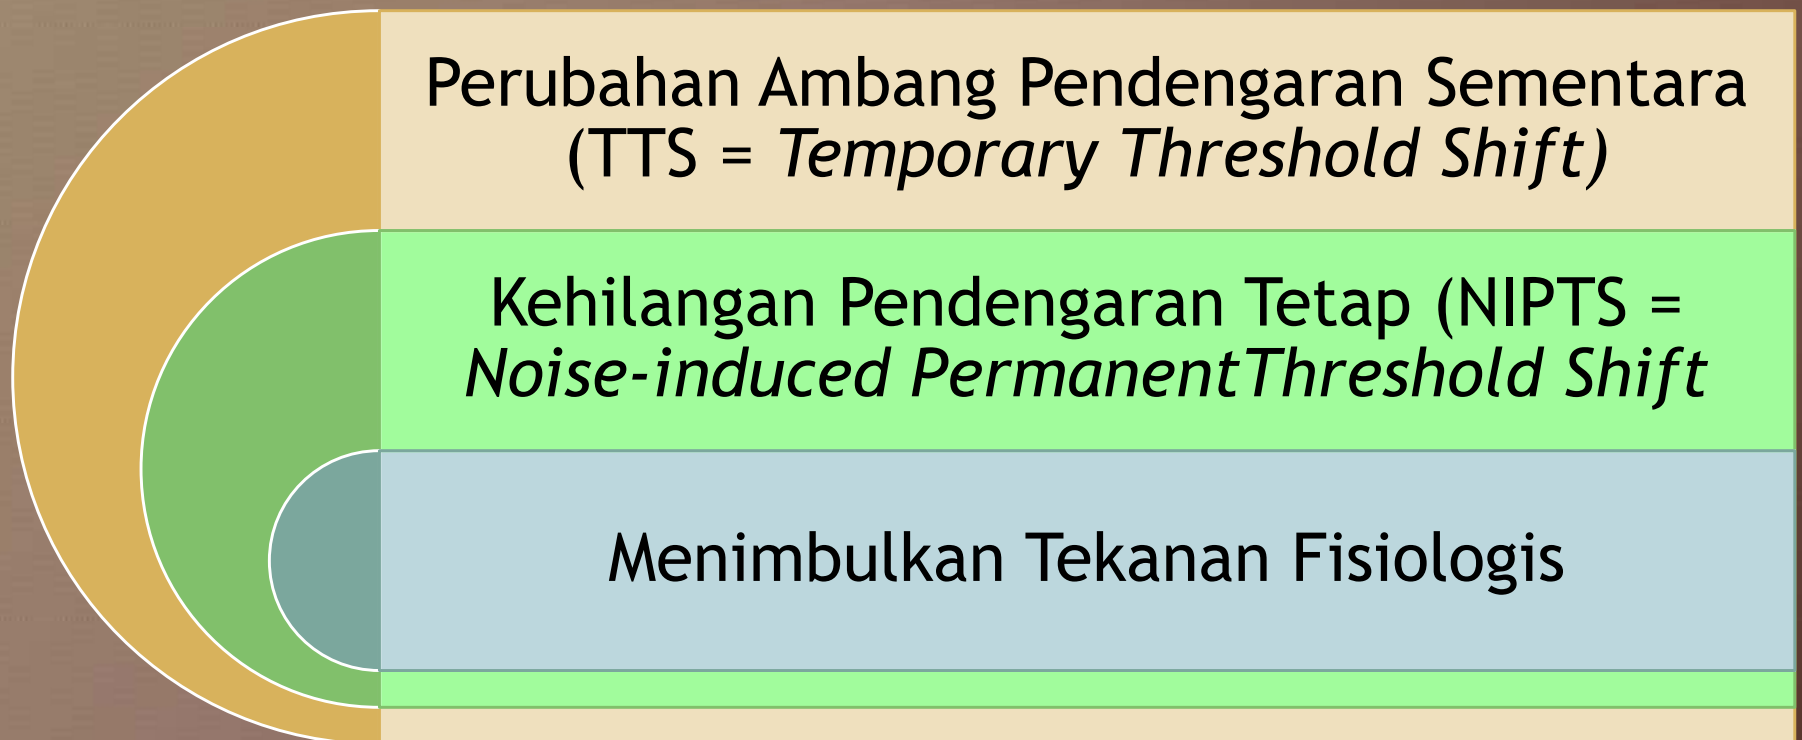 Perubahan Ambang Pendengaran Sementara
(TTS = Temporary Threshold Shift)
Kehilangan Pendengaran Tetap (NIPTS =
Noise-induced PermanentThreshold Shift
Menimbulkan Tekanan Fisiologis